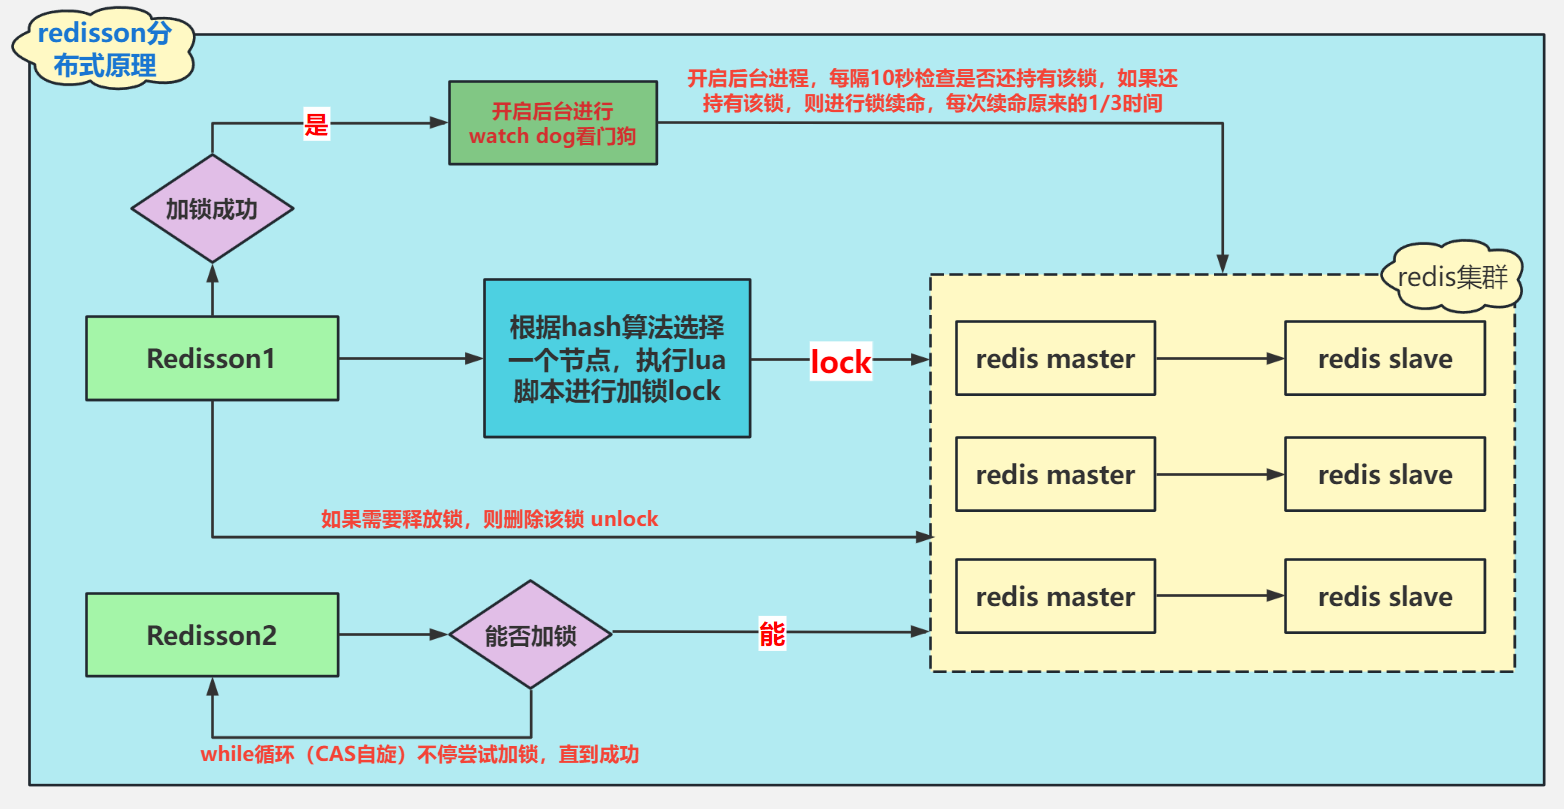 redisson分
布式原理
开启后台进程，每隔10秒检查是否还持有该锁，如果还
持有该锁，则进行锁续命，每次续命原来的1/3时间
是
开启后台进行
watch dog看门狗
加锁成功
redis集群
Redisson1
根据hash算法选择
一个节点，执行lua
脚本进行加锁lock
lock
redis master
redis slave
redis master
redis slave
如果需要释放锁，则删除该锁 unlock
redis master
redis slave
Redisson2
能否加锁
能
while循环（CAS自旋）不停尝试加锁，直到成功